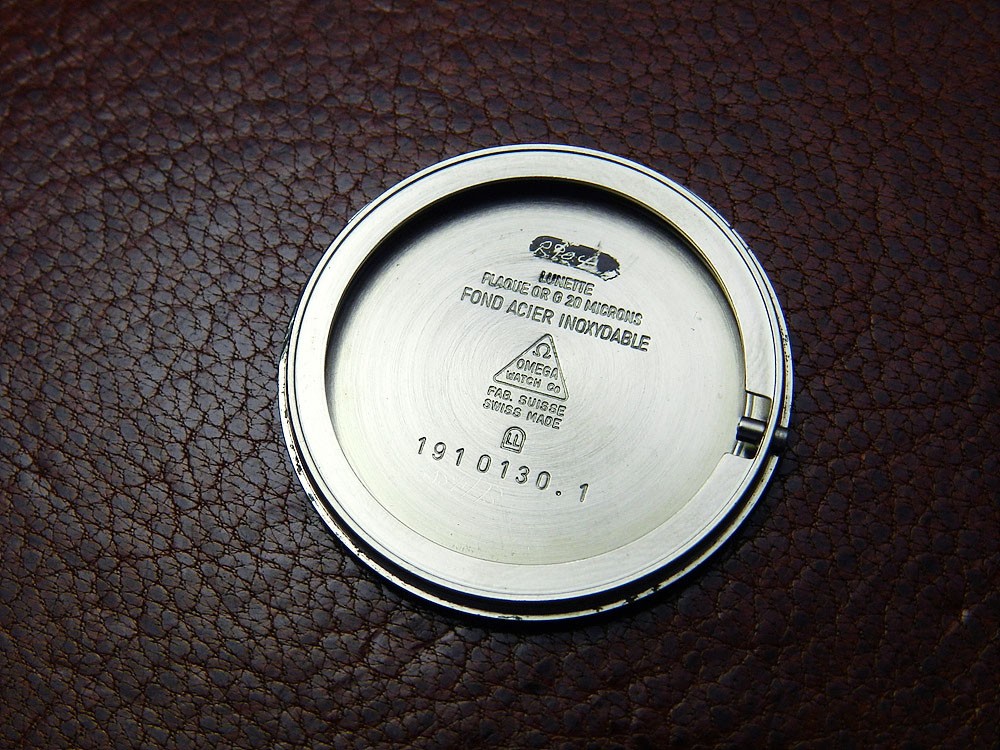 LUNETTE
PLAQUE OR G 20 MICRONS
FOND ACIER INOXYDABLE
Ω
OMEGA
WATCH CO
FAB. SUISSE
SWISS MADE
1910130.1